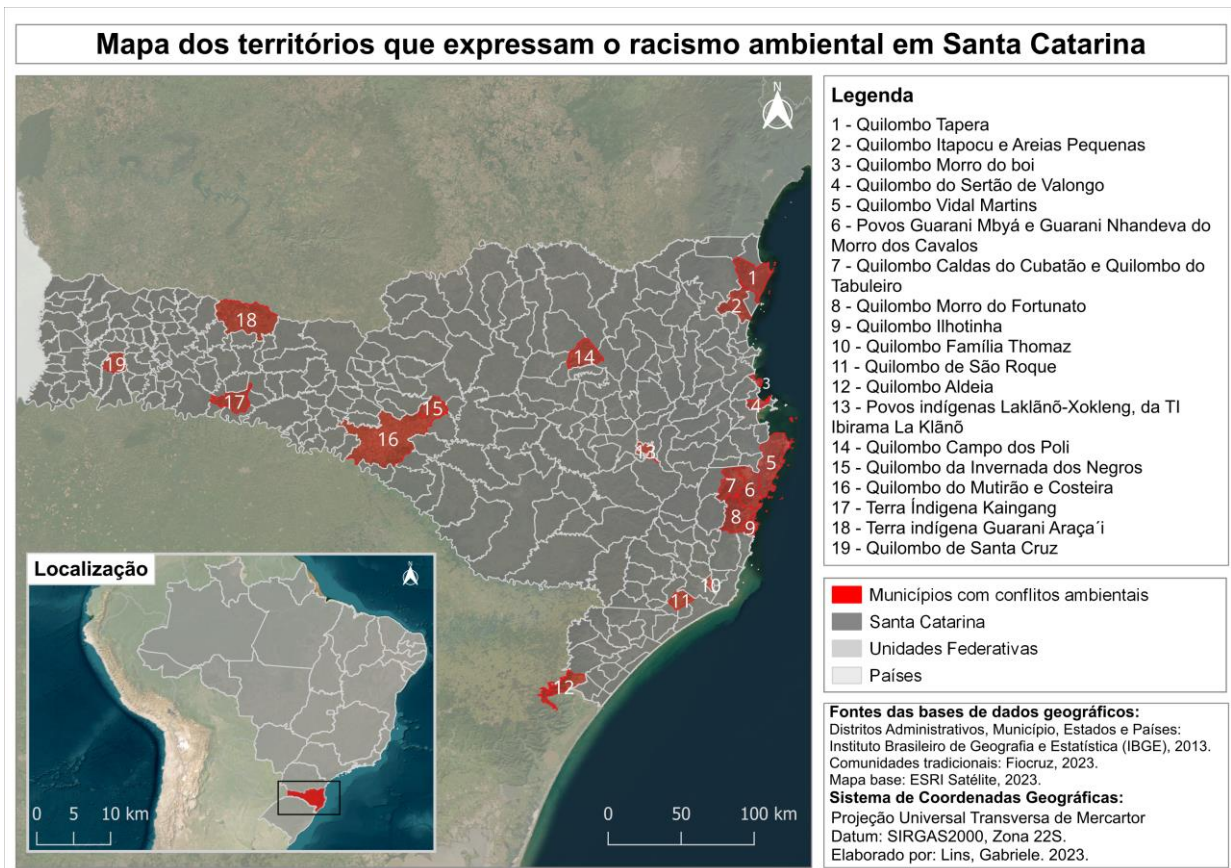 Mapa dos territórios que expressam o racismo ambiental em Santa Catarina
N
1
2
3
4
5
6
7
8
9
10
11
12
13
14
15
16
17
18
19
0 50 100 km
Localização
N
0 5 10 km
Legenda
1 - Quilombo Tapera
2 - Quilombo Itapocu e Areias Pequenas
3 - Quilombo Morro do boi
4 - Quilombo do Sertão de Valongo
5 - Quilombo Vidal Martins
6 - Povos Guarani Mbyá e Guarani Nhandeva do
Morro dos Cavalos
7 - Quilombo Caldas do Cubatão e Quilombo do
Tabuleiro
8 - Quilombo Morro do Fortunato
9 - Quilombo Ilhotinha
10 - Quilombo Família Thomaz
11 - Quilombo de São Roque
12 - Quilombo Aldeia
13 - Povos indígenas Laklãnõ-Xokleng, da TI
Ibirama La Klãnõ
14 - Quilombo Campo dos Poli
15 - Quilombo da Invernada dos Negros
16 - Quilombo do Mutirão e Costeira
17 - Terra Índigena Kaingang
18 - Terra indígena Guarani Araça´i
19 - Quilombo de Santa Cruz
Municípios com conflitos ambientais
Santa Catarina
Unidades Federativas
Países
Fontes das bases de dados geográficos:
Distritos Administrativos, Município, Estados e Países:
Instituto Brasileiro de Geografia e Estatística (IBGE), 2013.
Comunidades tradicionais: Fiocruz, 2023.
Mapa base: ESRI Satélite, 2023.
Sistema de Coordenadas Geográficas:
Projeção Universal Transversa de Mercartor
Datum: SIRGAS2000, Zona 22S.
Elaborado por: Lins, Gabriele. 2023.